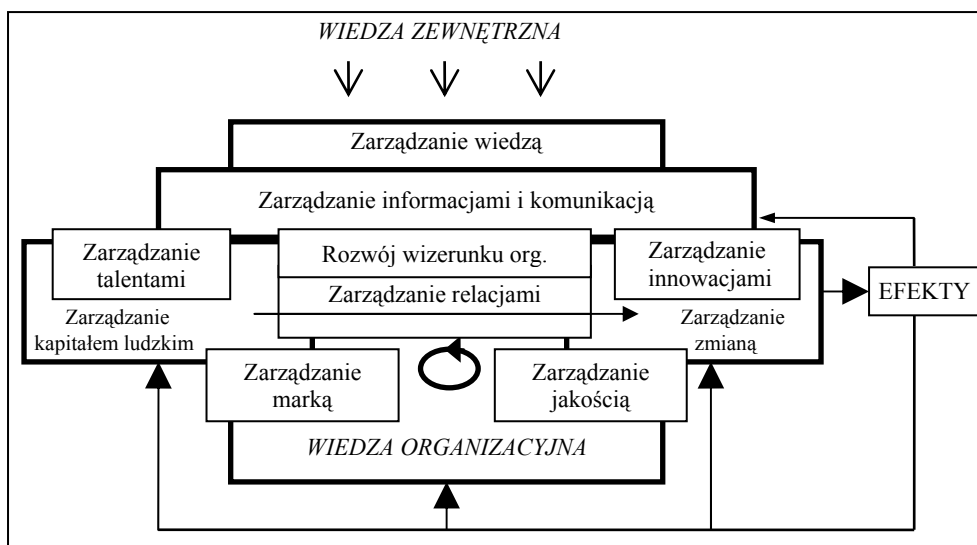 WIEDZA ZEWNĘTRZNA
Zarządzanie wiedzą
Zarządzanie informacjami i komunikacją
Zarządzanie
talentami
Rozwój wizerunku org.
Zarządzanie
innowacjami
Zarządzanie relacjami
EFEKTY
Zarządzanie
kapitałem ludzkim
Zarządzanie
zmianą
Zarządzanie
marką
Zarządzanie
jakością
WIEDZA ORGANIZACYJNA